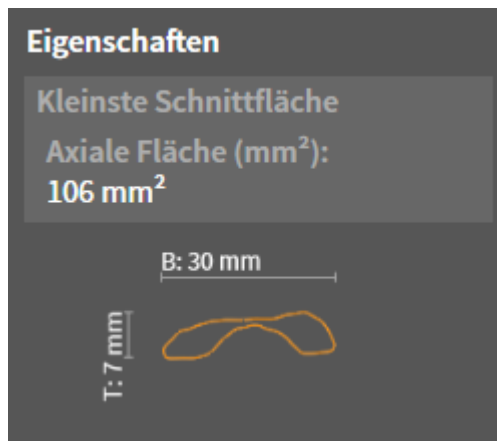 Eigenschaften
Kleinste Schnittfläche
Axiale Fläche (mm²):
106 mm²
B: 30 mm
T: 7 mm